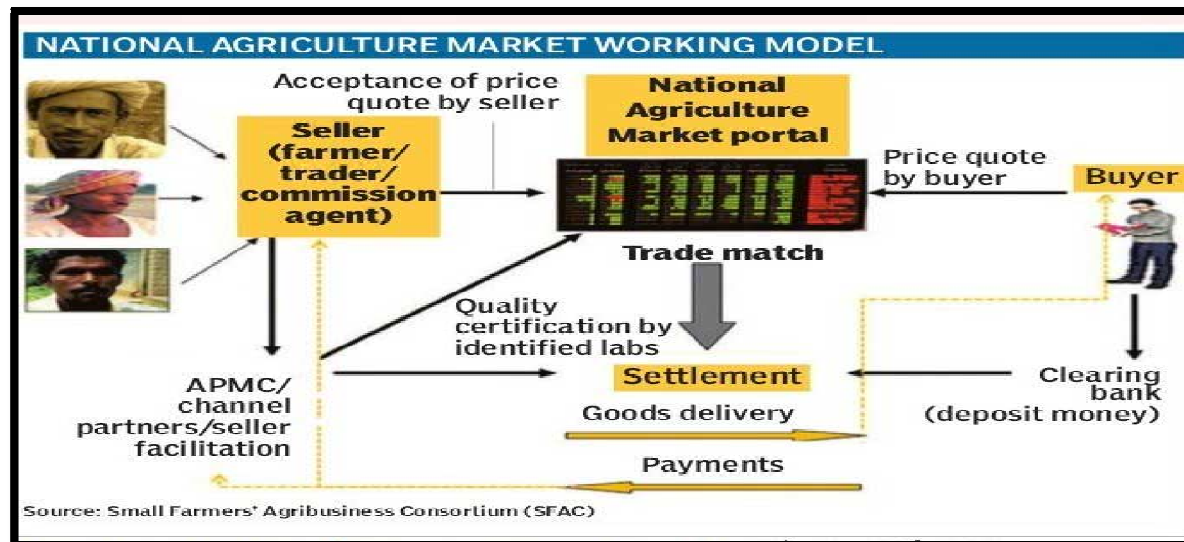 NATIONAL AGRICULTURE MARKET WORKING MODEL
Acceptance of price
quote by seller
National
Agriculture
Market portal
Seller
(farmer/
trader/
commission
agent)
Price quote
by buyer
Buyer
Trade match
Quality
certification by
identified labs
Settlement
APMC/
channel
partners/seller
facilitation
Clearing
bank
(deposit money)
Goods delivery
Payments
Source: Small Farmers' Agribusiness Consortium (SFAC)